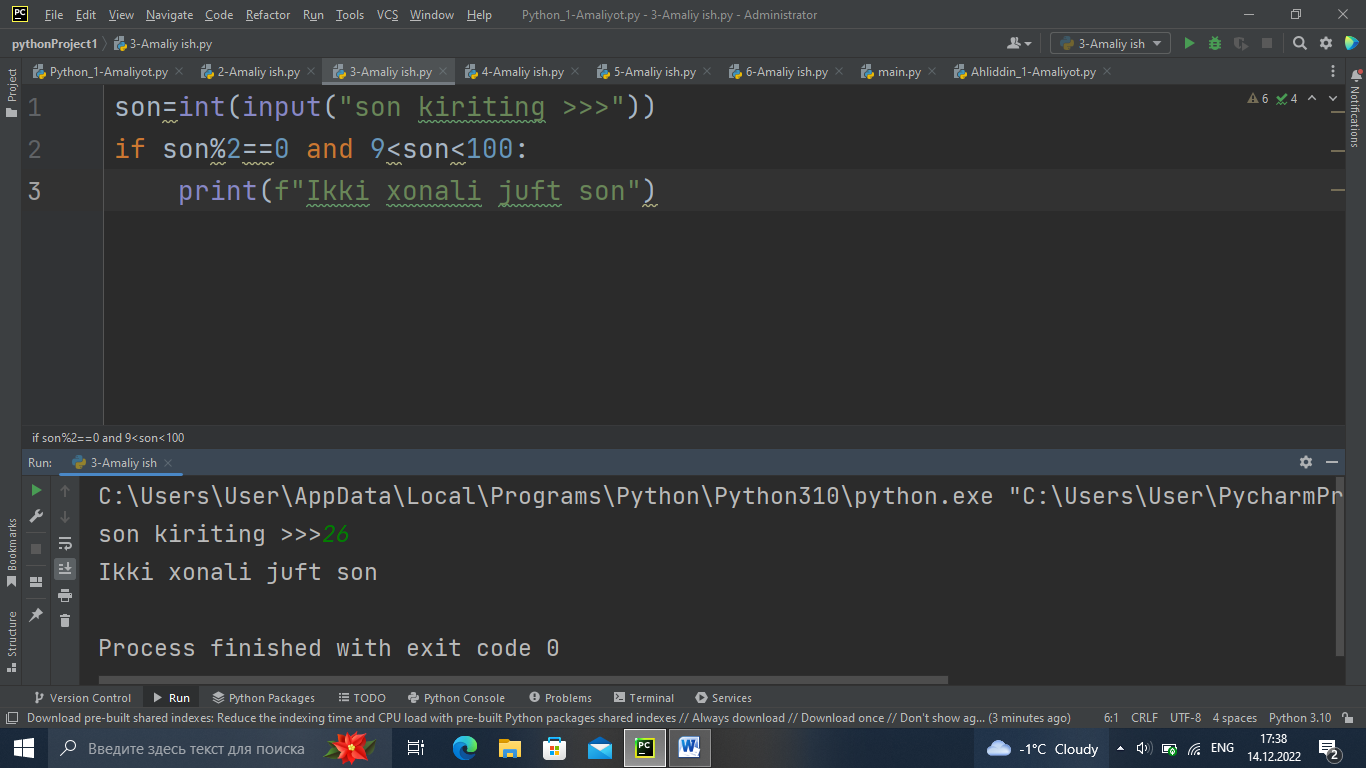 PC File Edit View Navigate Code Refactor Run Tools VCS Window Help Python_1-Amaliyot.py - 3-Amaliy ish.py - Administrator
pythonProject1 3-Amaliy ish.py 3-Amaliy ish
Project Python_1-Amaliyot.py 2-Amaliy ish.py 3-Amaliy ish.py 4-Amaliy ish.py 5-Amaliy ish.py 6-Amaliy ish.py main.py Ahliddin_1-Amaliyot.py Notifications
1 son=int(input("son kiriting >>>")) 6 4
2 if son%2==0 and 9<son<100:
3 print(f"Ikki xonali juft son")
if son%2==0 and 9<son<100
Run: 3-Amaliy ish
C:\Users\User\AppData\Local\Programs\Python\Python310\python.exe "C:\Users\User\PycharmPr
son kiriting >>>26
Ikki xonali juft son
Process finished with exit code 0
Bookmarks
Structure
Version Control Run Python Packages TODO Python Console Problems Terminal Services
Download pre-built shared indexes: Reduce the indexing time and CPU load with pre-built Python packages shared indexes // Always download // Download once // Don't show ag... (3 minutes ago) 6:1 CRLF UTF-8 4 spaces Python 3.10
Введите здесь текст для поиска PC W -1°C Cloudy ENG 17:38
14.12.2022 2